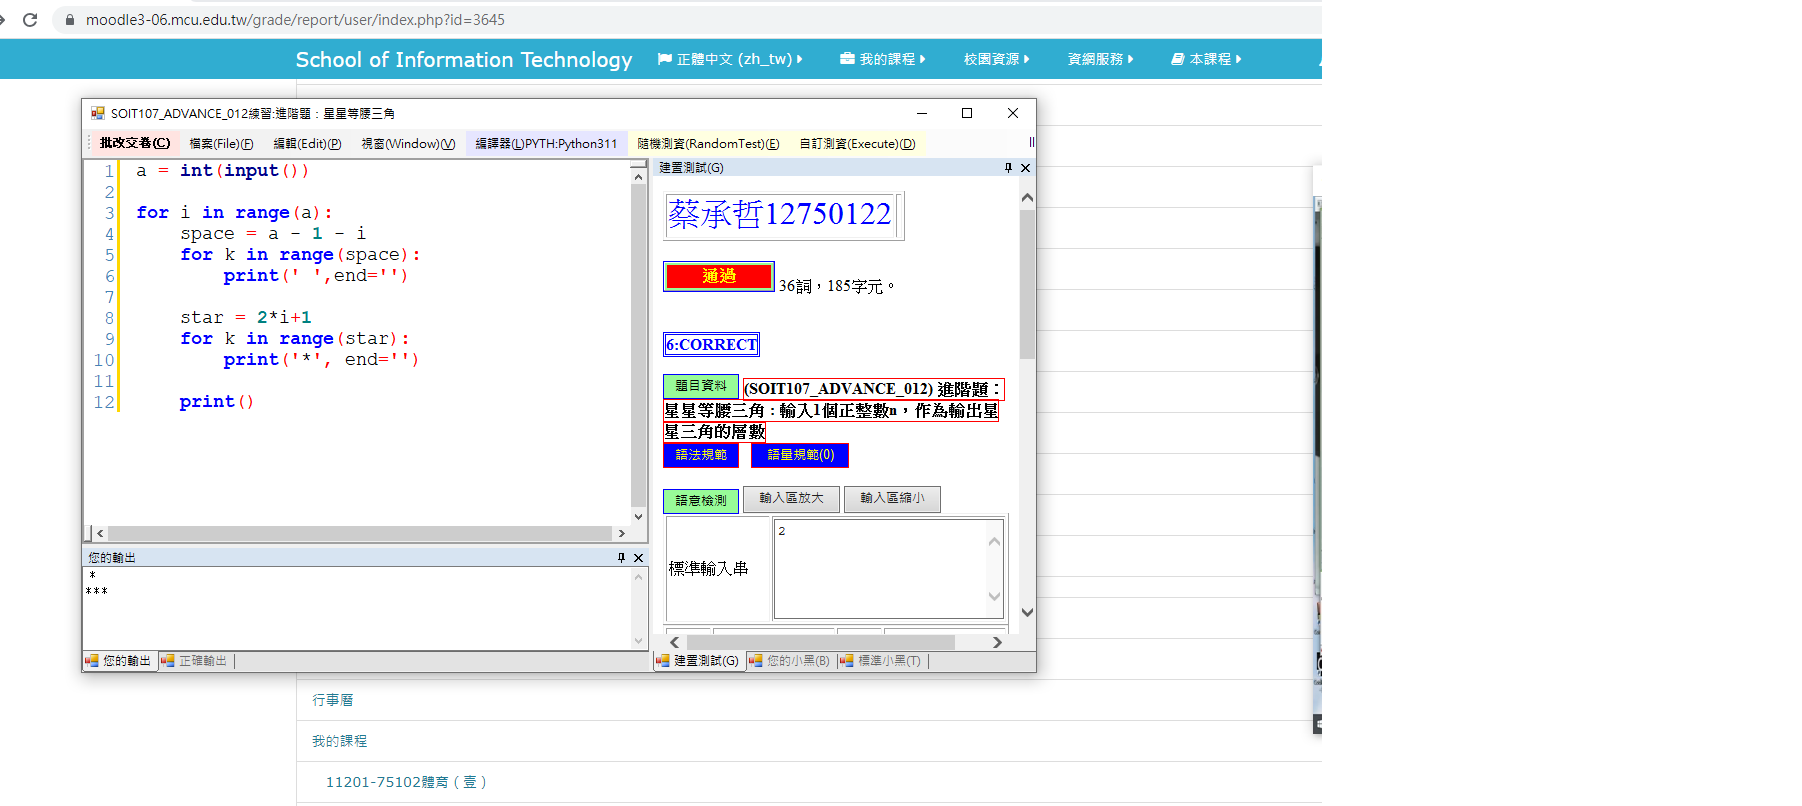 moodle3-06.mcu.edu.tw/grade/report/user/index.php?id=3645
School of Information Technology 正體中文 (zh_tw) 我的課程 校園資源 資網服務 本課程
SOIT107_ADVANCE_012練習:進階題：星星等腰三角
批改交卷(C) 檔案(File)(F) 編輯(Edit)(P) 視窗(Window)(V) 編譯器(L)PYTH:Python311 隨機測資(RandomTest)(E) 自訂測資(Execute)(D)
1 a = int(input())
2
3 for i in range(a):
4 space = a - 1 - i
5 for k in range(space):
6 print(' ',end='')
7
8 star = 2*i+1
9 for k in range(star):
10 print('*', end='')
11
12 print()
您的輸出
*
***
您的輸出 正確輸出
建置測試(G)
蔡承哲12750122
通過 36詞，185字元。
6:CORRECT
題目資料 (SOIT107_ADVANCE_012) 進階題：
星星等腰三角：輸入1個正整數n，作為輸出星
星三角的層數
語法規範 語量規範(0)
語意檢測 輸入區放大 輸入區縮小
標準輸入串 2
建置測試(G) 您的小黑(B) 標準小黑(T)
行事曆
我的課程
11201-75102體育（壹）